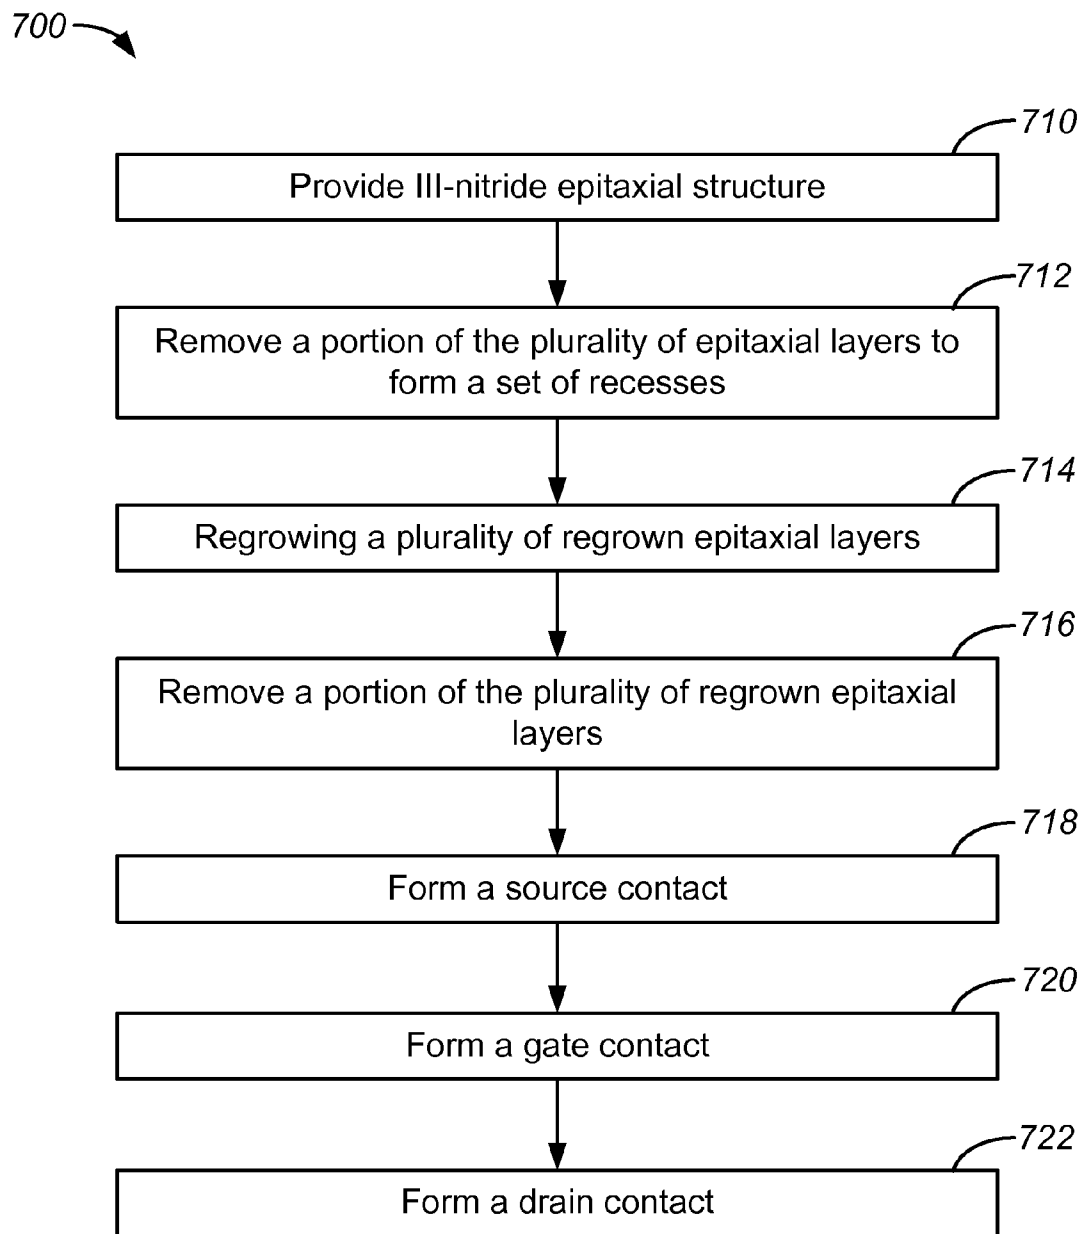 700
710
Provide III-nitride epitaxial structure
712
Remove a portion of the plurality of epitaxial layers to
form a set of recesses
714
Regrowing a plurality of regrown epitaxial layers
716
Remove a portion of the plurality of regrown epitaxial
layers
718
Form a source contact
720
Form a gate contact
722
Form a drain contact